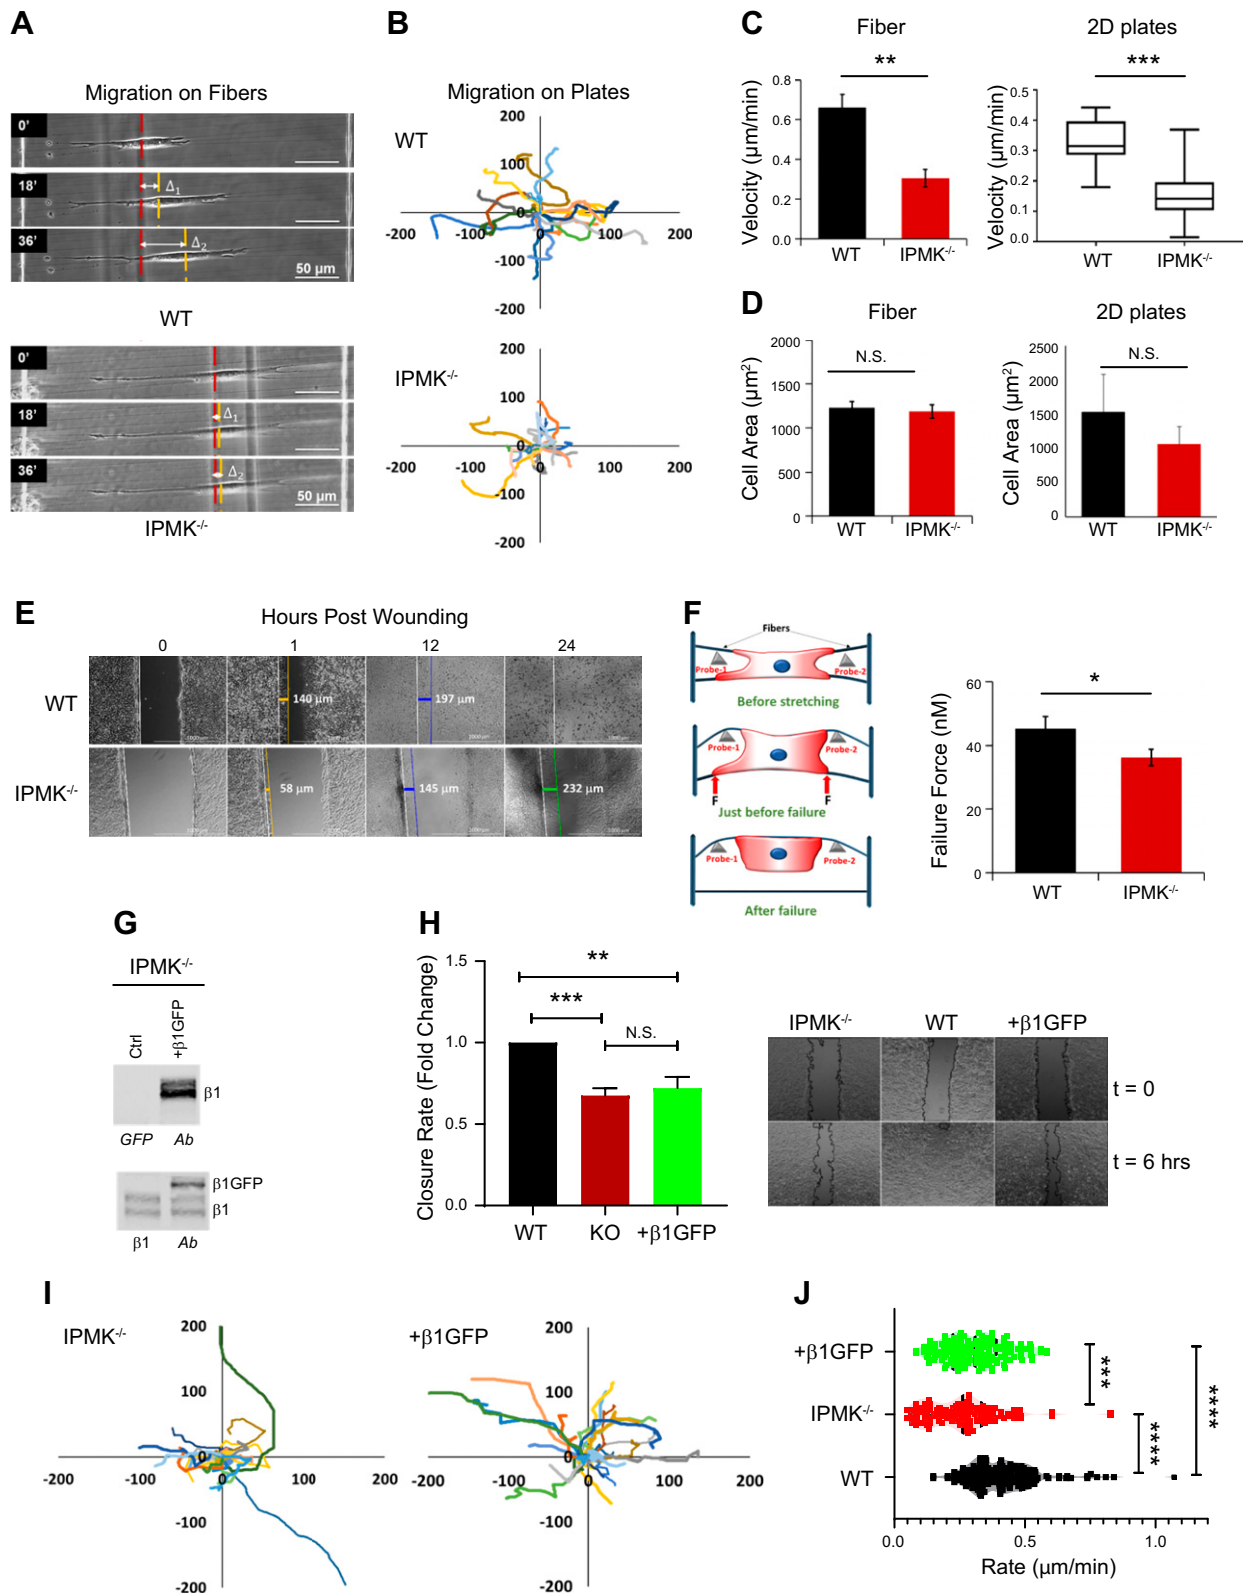 A
Migration on Fibers
0'
18'
Δ1
36'
Δ2
50 µm
WT
0'
18'
Δ1
36'
Δ2
50 µm
IPMK-/-
B
Migration on Plates
WT
200
100
0
-200
-100
0
100
200
-100
-200
IPMK-/-
200
100
0
-200
-100
0
100
200
-100
-200
C
Fiber
**
Velocity (µm/min)
0.8
0.6
0.4
0.2
0.0
WT
IPMK-/-
2D plates
***
Velocity (µm/min)
0.5
0.4
0.3
0.2
0.1
0.0
WT
IPMK-/-
D
Fiber
N.S.
Cell Area (µm2)
2000
1500
1000
500
0
WT
IPMK-/-
2D plates
N.S.
Cell Area (µm2)
2500
2000
1500
1000
500
0
WT
IPMK-/-
E
Hours Post Wounding
0
1
12
24
WT
140 µm
197 µm
IPMK-/-
58 µm
145 µm
232 µm
F
Fibers
Probe-1
Probe-2
Before stretching
Probe-1
Probe-2
F
F
Just before failure
Probe-1
Probe-2
After failure
*
Failure Force (nM)
60
40
20
0
WT
IPMK-/-
G
IPMK-/-
Ctrl
+β1GFP
β1
GFP
Ab
β1GFP
β1
β1
Ab
H
Closure Rate (Fold Change)
1.5
1.0
0.5
0.0
**
***
N.S.
WT
KO
+β1GFP
IPMK-/-
WT
+β1GFP
t = 0
t = 6 hrs
I
IPMK-/-
200
100
0
-200
-100
0
100
200
-100
-200
+β1GFP
200
100
0
-200
-100
0
100
200
-100
-200
J
+β1GFP
IPMK-/-
WT
***
****
****
0.0
0.5
1.0
Rate (µm/min)